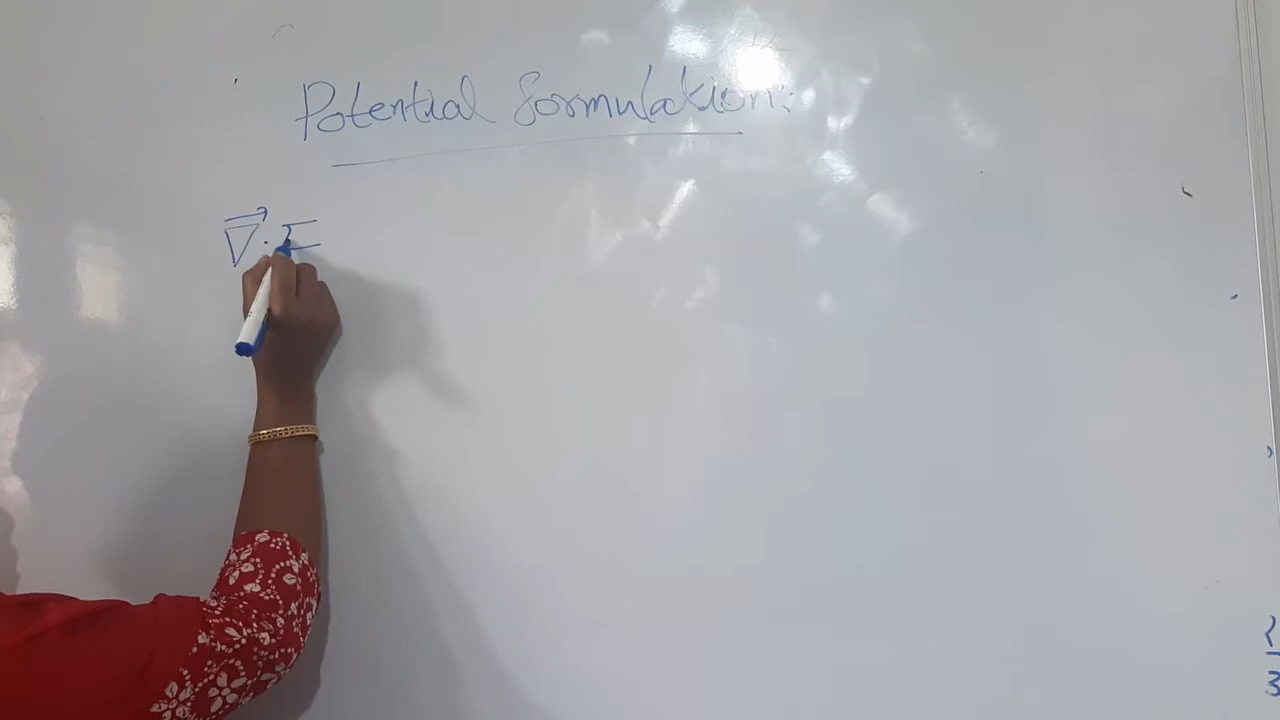 Potential formulation:
∇⃗ · E